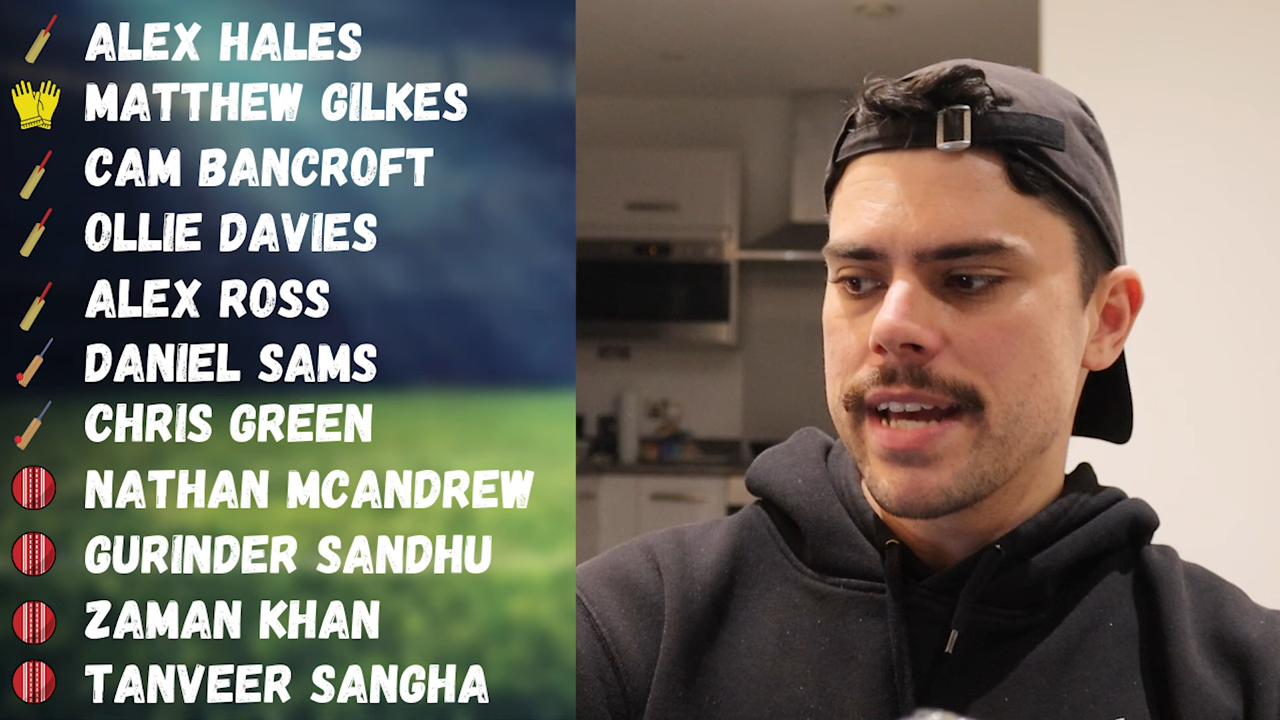 ALEX HALES
MATTHEW GILKES
CAM BANCROFT
OLLIE DAVIES
ALEX ROSS
DANIEL SAMS
CHRIS GREEN
NATHAN MCANDREW
GURINDER SANDHU
ZAMAN KHAN
TANVEER SANGHA